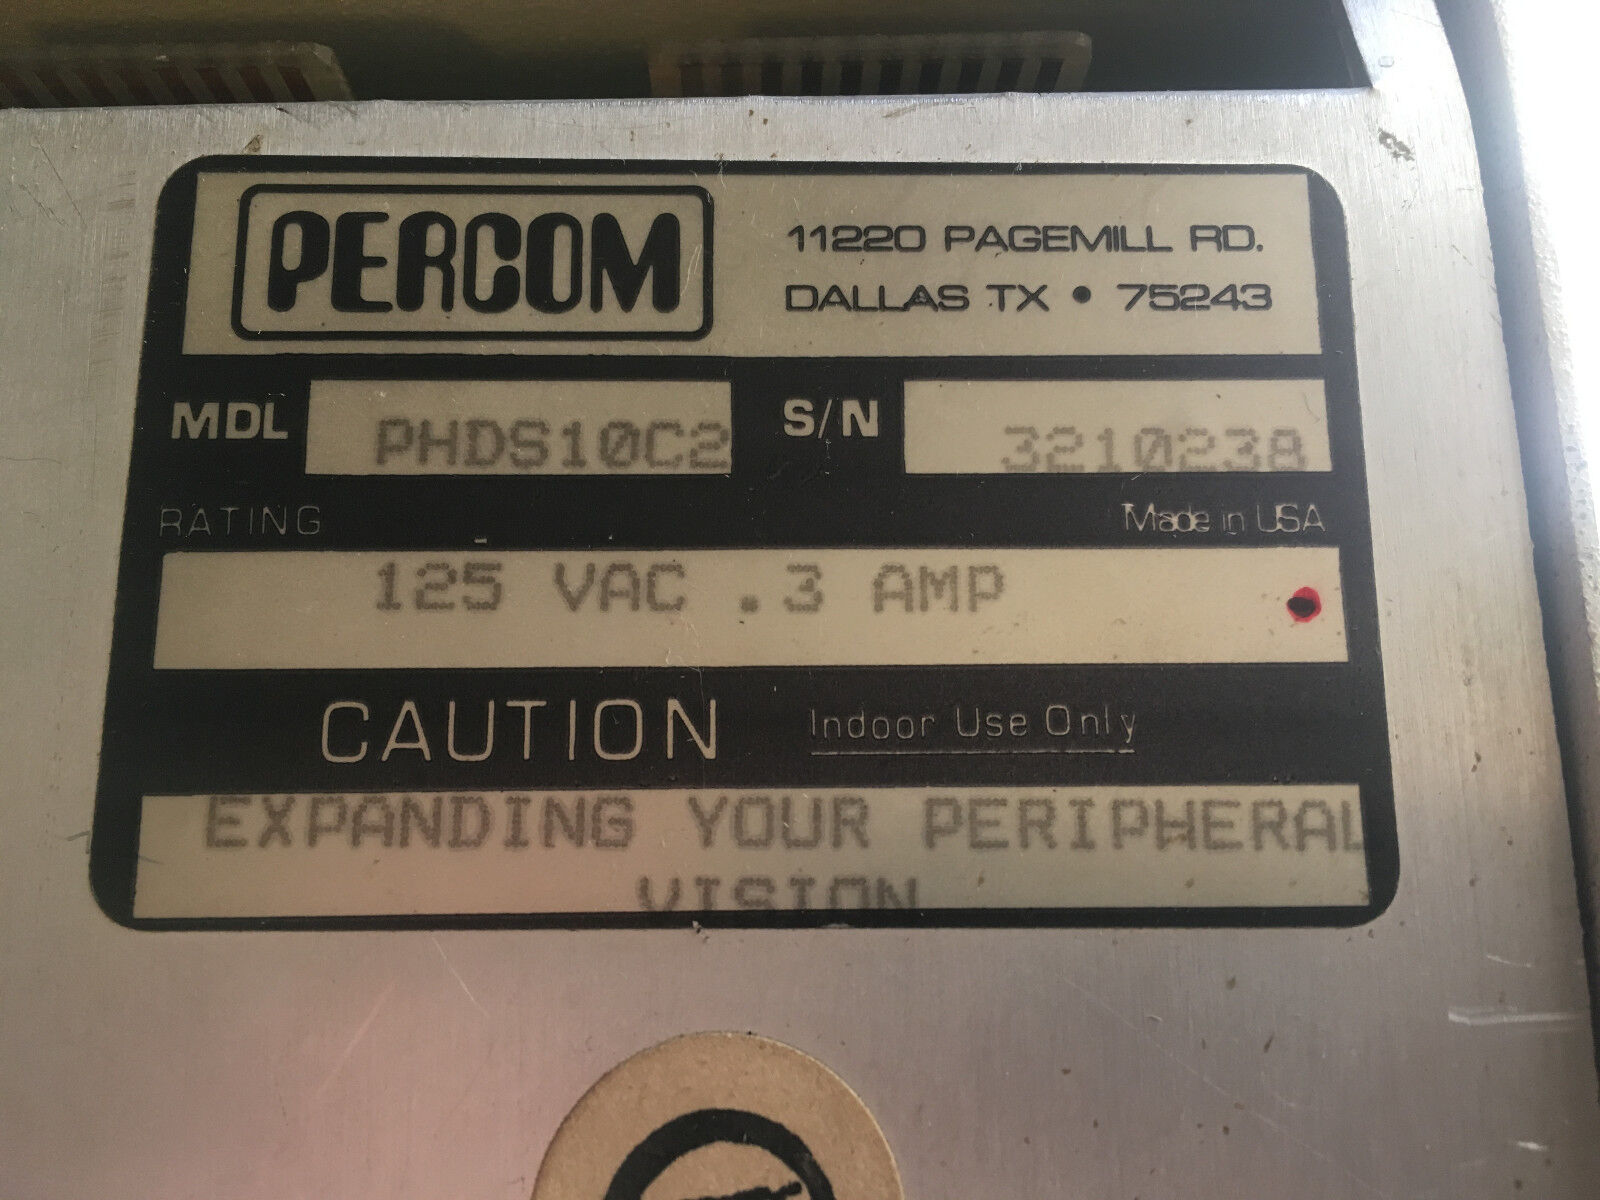 PERCOM
11220 PAGEMILL RD.
DALLAS TX • 75243
MDL PHDS10C2 S/N 3210238
RATING Made in USA
125 VAC .3 AMP
CAUTION Indoor Use Only
EXPANDING YOUR PERIPHERAL
VISION